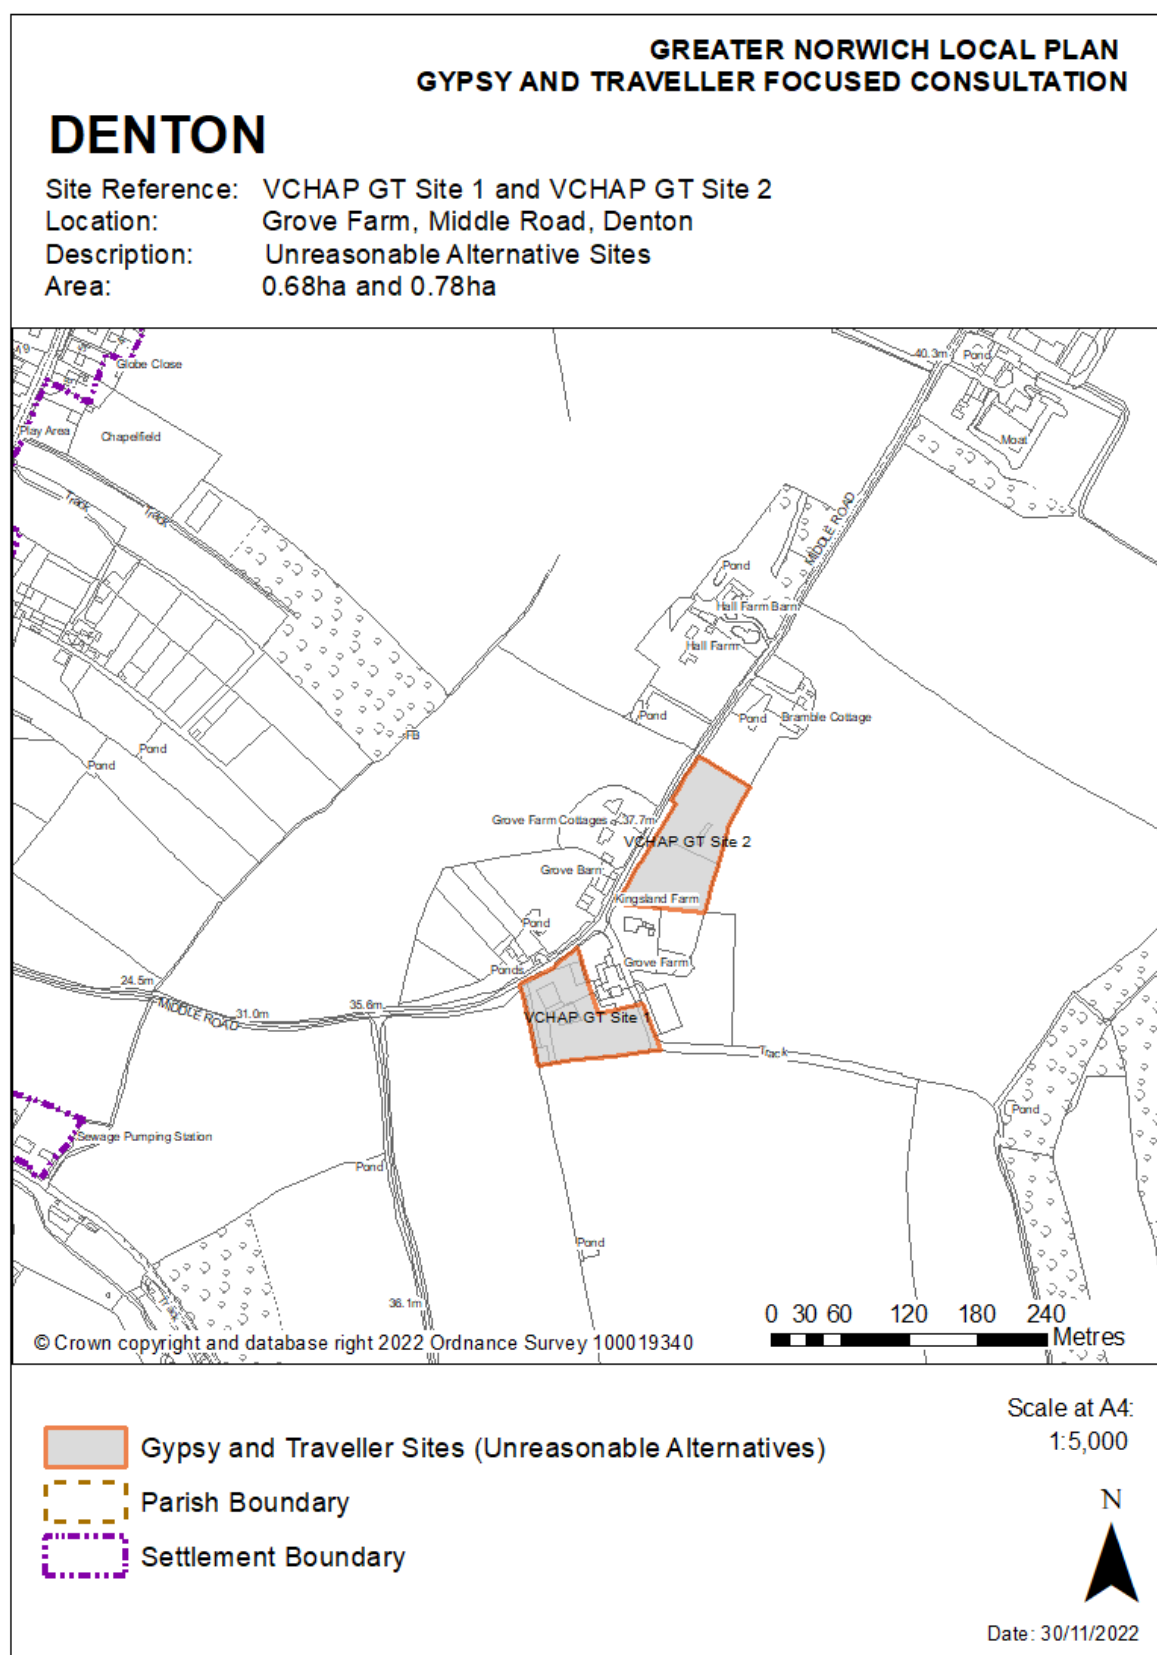 GREATER NORWICH LOCAL PLAN
GYPSY AND TRAVELLER FOCUSED CONSULTATION
DENTON
Site Reference: VCHAP GT Site 1 and VCHAP GT Site 2
Location: Grove Farm, Middle Road, Denton
Description: Unreasonable Alternative Sites
Area: 0.68ha and 0.78ha
Globe Close
40.3m
Pond
Play Area
Chapelfield
Moat
Track
Track
MIDDLE ROAD
Pond
Hall Farm Barn
Hall Farm
Pond
Pond
Bramble Cottage
FB
Pond
Pond
Grove Farm Cottages
37.7m
VCHAP GT Site 2
Grove Barn
Kingsland Farm
Pond
Ponds
Grove Farm
24.5m
MIDDLE ROAD
31.0m
35.6m
VCHAP GT Site 1
Track
Pond
Sewage Pumping Station
Pond
Pond
Track
36.1m
0 30 60 120 180 240
Metres
© Crown copyright and database right 2022 Ordnance Survey 100019340
Scale at A4:
1:5,000
Gypsy and Traveller Sites (Unreasonable Alternatives)
Parish Boundary
Settlement Boundary
N
Date: 30/11/2022